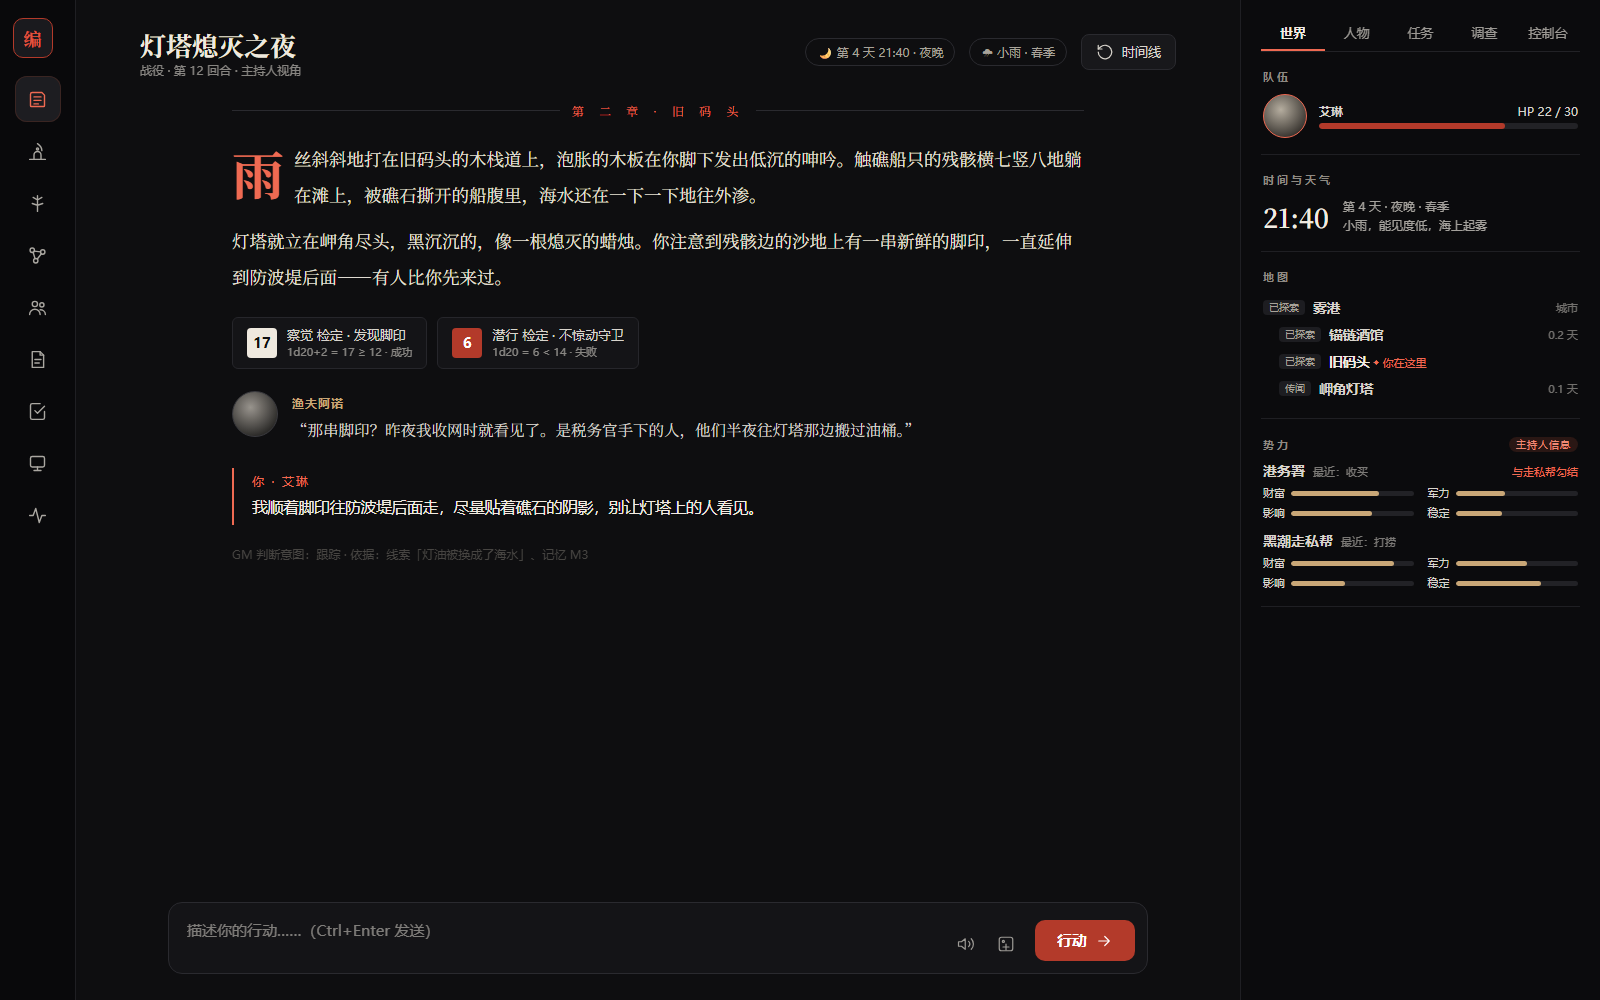 编
灯塔熄灭之夜
战役 · 第 12 回合 · 主持人视角
第 4 天 21:40 · 夜晚
小雨 · 春季
时间线
第二章 · 旧码头
雨丝斜斜地打在旧码头的木栈道上，泡胀的木板在你脚下发出低沉的呻吟。触礁船只的残骸横七竖八地躺
在滩上，被礁石撕开的船腹里，海水还在一下一下地往外渗。
灯塔就立在岬角尽头，黑沉沉的，像一根熄灭的蜡烛。你注意到残骸边的沙地上有一串新鲜的脚印，一直延伸
到防波堤后面——有人比你先来过。
17
察觉 检定 · 发现脚印
1d20+2 = 17 ≥ 12 · 成功
6
潜行 检定 · 不惊动守卫
1d20 = 6 < 14 · 失败
渔夫阿诺
“那串脚印？昨夜我收网时就看见了。是税务官手下的人，他们半夜往灯塔那边搬过油桶。”
你 · 艾琳
我顺着脚印往防波堤后面走，尽量贴着礁石的阴影，别让灯塔上的人看见。
GM 判断意图：跟踪 · 依据：线索「灯油被换成了海水」、记忆 M3
描述你的行动……（Ctrl+Enter 发送）
行动
世界 人物 任务 调查 控制台
队伍
艾琳 HP 22 / 30
时间与天气
21:40
第 4 天 · 夜晚 · 春季
小雨，能见度低，海上起雾
地图
已探索 雾港 城市
已探索 锚链酒馆 0.2 天
已探索 旧码头 ✦ 你在这里
传闻 岬角灯塔 0.1 天
势力 主持人信息
港务署 最近：收买 与走私帮勾结
财富 军力
影响 稳定
黑潮走私帮 最近：打捞
财富 军力
影响 稳定